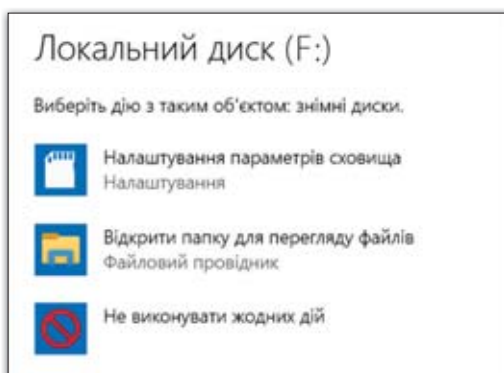 Локальний диск (F:)
Виберіть дію з таким об'єктом: знімні диски.
Налаштування параметрів сховища
Налаштування
Відкрити папку для перегляду файлів
Файловий провідник
Не виконувати жодних дій